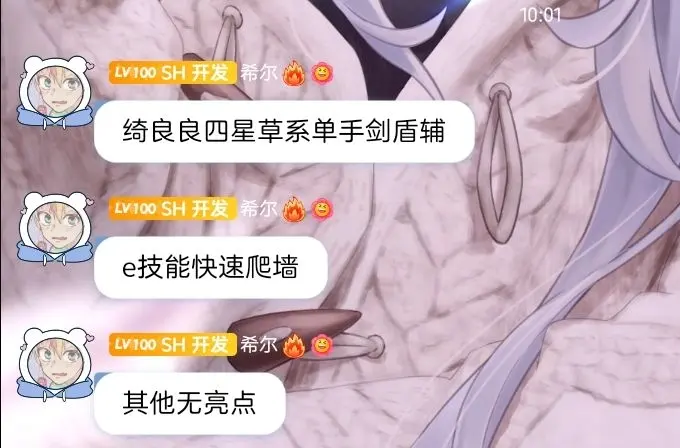 10:01
LV100 SH 开发 希尔
绮良良四星草系单手剑盾辅
LV100 SH 开发 希尔
e技能快速爬墙
LV100 SH 开发 希尔
其他无亮点